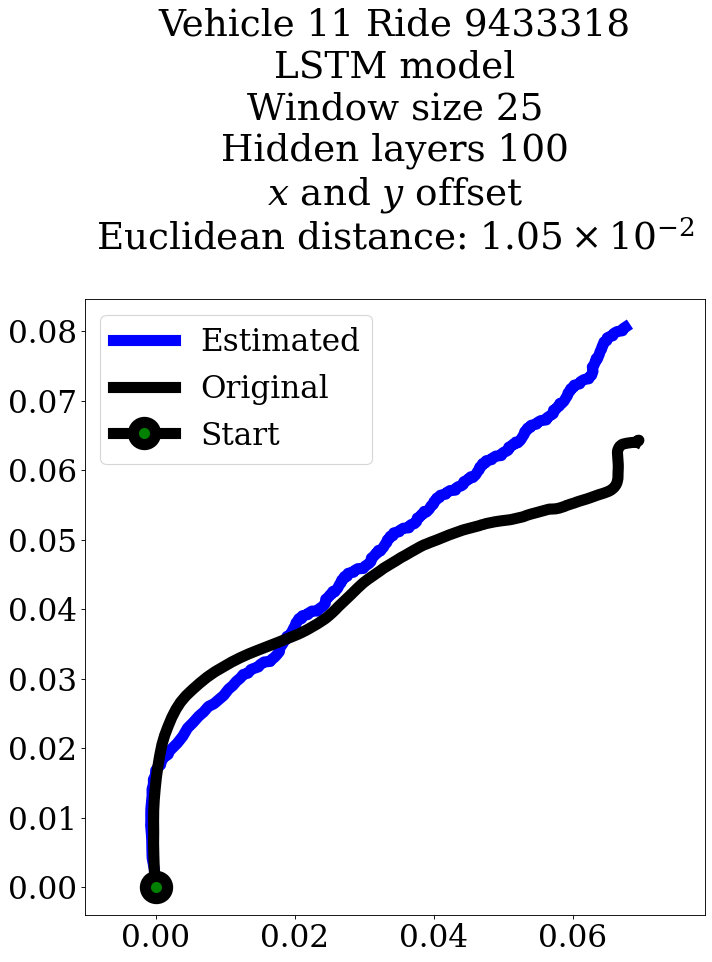 Vehicle 11 Ride 9433318
LSTM model
Window size 25
Hidden layers 100
x and y offset
Euclidean distance: 1.05 × 10⁻²
Estimated
Original
Start
0.08
0.07
0.06
0.05
0.04
0.03
0.02
0.01
0.00
0.00 0.02 0.04 0.06